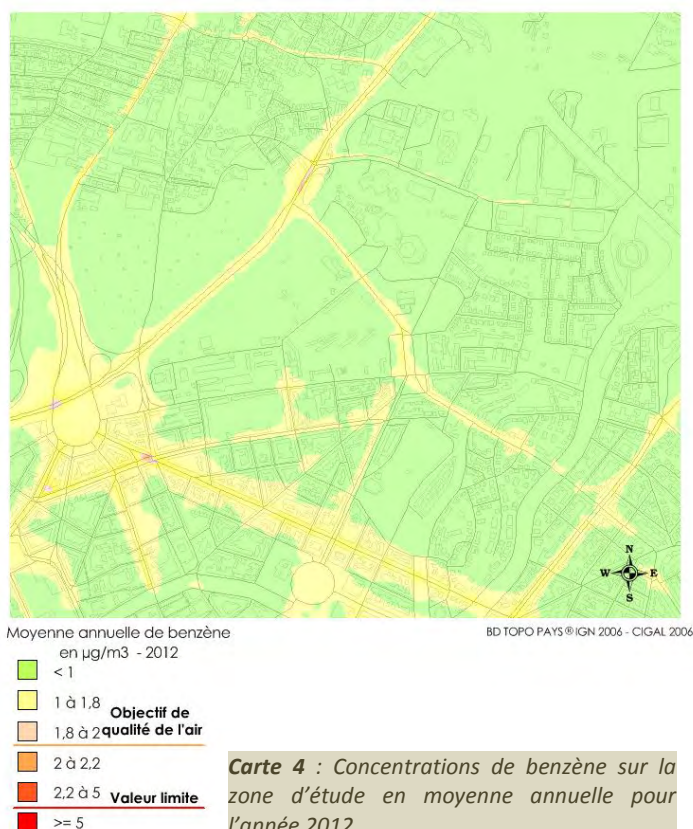 N
W E
S
Moyenne annuelle de benzène
en µg/m3 - 2012
BD TOPO PAYS ® IGN 2006 - CIGAL 2006
< 1
1 à 1,8
Objectif de
1,8 à 2 qualité de l'air
2 à 2,2
2,2 à 5 Valeur limite
>= 5
Carte 4 : Concentrations de benzène sur la
zone d'étude en moyenne annuelle pour
l'année 2012